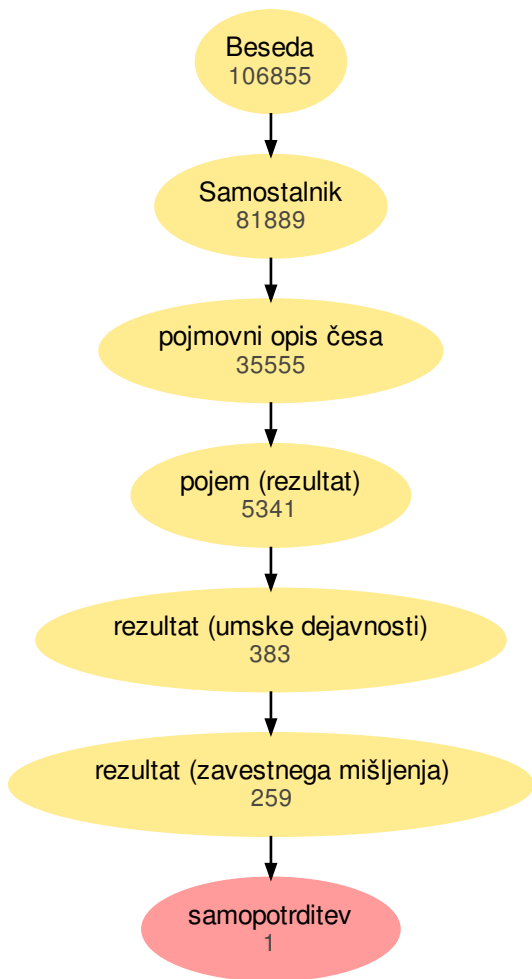 Beseda
106855
Samostalnik
81889
pojmovni opis česa
35555
pojem (rezultat)
5341
rezultat (umske dejavnosti)
383
rezultat (zavestnega mišljenja)
259
samopotrditev
1